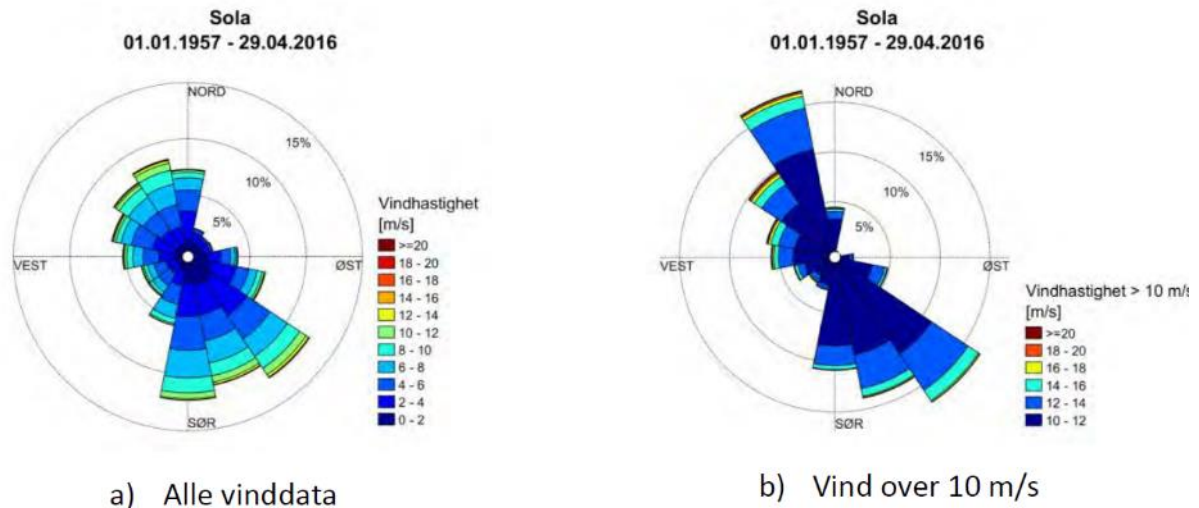 Sola
01.01.1957 - 29.04.2016
NORD
15%
10%
5%
VEST
ØST
SØR
Vindhastighet
[m/s]
>=20
18 - 20
16 - 18
14 - 16
12 - 14
10 - 12
8 - 10
6 - 8
4 - 6
2 - 4
0 - 2
a) Alle vinddata
Sola
01.01.1957 - 29.04.2016
NORD
15%
10%
5%
VEST
ØST
SØR
Vindhastighet > 10 m/s
[m/s]
>=20
18 - 20
16 - 18
14 - 16
12 - 14
10 - 12
b) Vind over 10 m/s